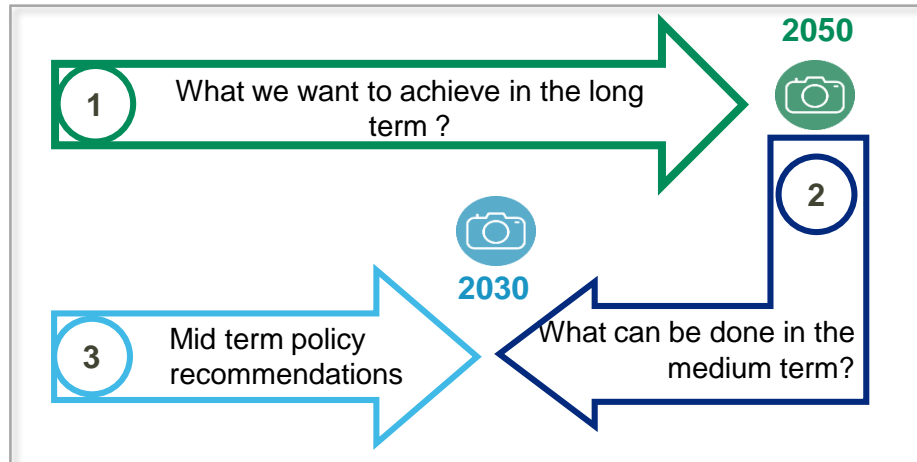 2050
1
What we want to achieve in the long
term ?
2
2030
3
Mid term policy
recommendations
What can be done in the
medium term?